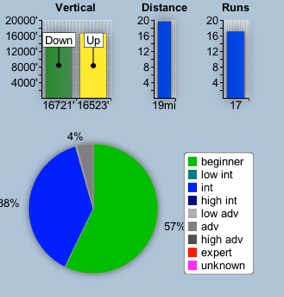 Vertical Distance Runs
20000' 20 20
16000' 16 16
12000' 12 12
Down Up
8000' 8 8
4000' 4 4
16721' 16523' 19mi 17
4%
38%
57%
beginner
low int
int
high int
low adv
adv
high adv
expert
unknown